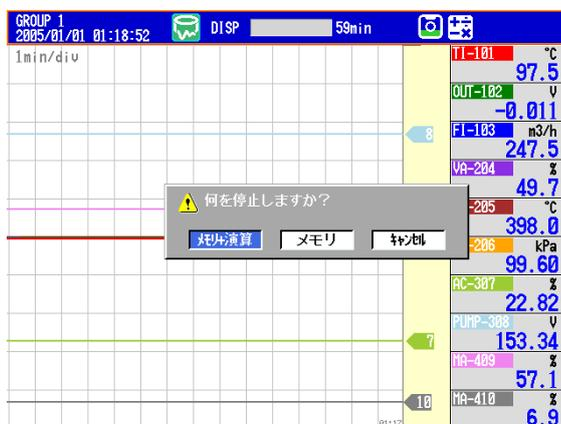 GROUP 1
2005/01/01 01:18:52
DISP
59min
1min/div
TI-101 ℃
97.5
OUT-102 V
-0.011
FI-103 m3/h
247.5
VA-204 %
49.7
-205 ℃
398.0
-206 kPa
99.60
AC-307 %
22.82
PUMP-308 V
153.34
MA-409 %
57.1
MA-410 %
6.9
8
何を停止しますか?
メモリ+演算
メモリ
キャンセル
7
10
01:17